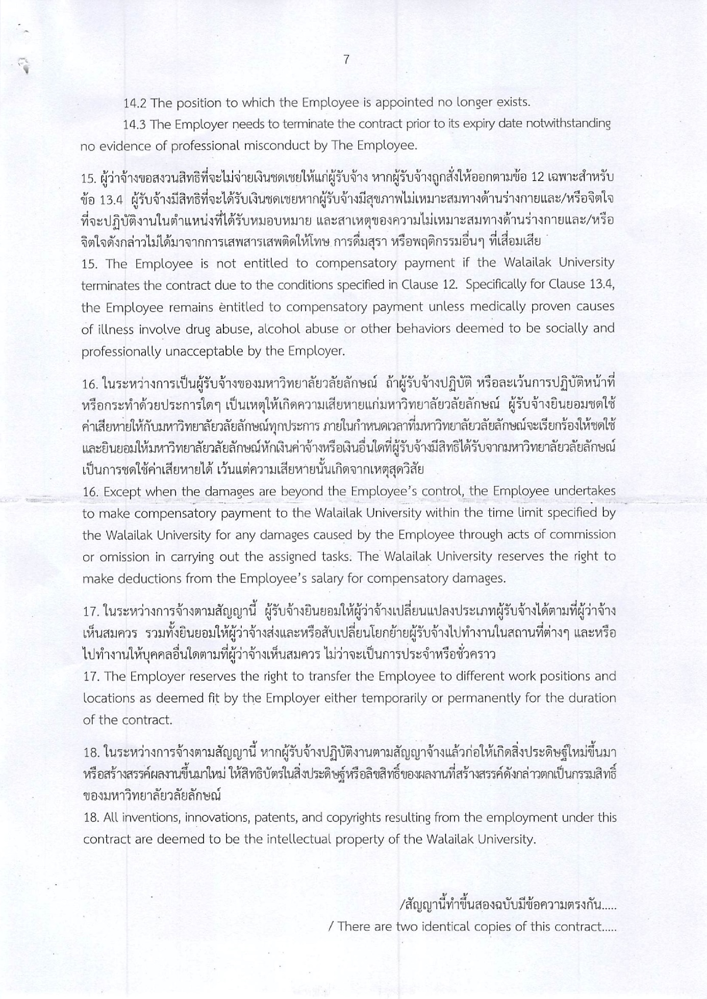 7
14.2 The position to which the Employee is appointed no longer exists.
14.3 The Employer needs to terminate the contract prior to its expiry date notwithstanding
no evidence of professional misconduct by The Employee.
15. ผู้ว่าจ้างขอสงวนสิทธิที่จะไม่จ่ายเงินชดเชยให้แก่ผู้รับจ้าง หากผู้รับจ้างถูกสั่งให้ออกตามข้อ 12 เฉพาะสำหรับ
ข้อ 13.4 ผู้รับจ้างมีสิทธิที่จะได้รับเงินชดเชยหากผู้รับจ้างมีสุขภาพไม่เหมาะสมทางด้านร่างกายและ/หรือจิตใจ
ที่จะปฏิบัติงานในตำแหน่งที่ได้รับหมอบหมาย และสาเหตุของความไม่เหมาะสมทางด้านร่างกายและ/หรือ
จิตใจดังกล่าวไม่ได้มาจากการเสพสารเสพติดให้โทษ การดื่มสุรา หรือพฤติกรรมอื่นๆ ที่เสื่อมเสีย
15. The Employee is not entitled to compensatory payment if the Walailak University
terminates the contract due to the conditions specified in Clause 12. Specifically for Clause 13.4,
the Employee remains entitled to compensatory payment unless medically proven causes
of illness involve drug abuse, alcohol abuse or other behaviors deemed to be socially and
professionally unacceptable by the Employer.
16. ในระหว่างการเป็นผู้รับจ้างของมหาวิทยาลัยวลัยลักษณ์ ถ้าผู้รับจ้างปฏิบัติ หรือละเว้นการปฏิบัติหน้าที่
หรือกระทำด้วยประการใดๆ เป็นเหตุให้เกิดความเสียหายแก่มหาวิทยาลัยวลัยลักษณ์ ผู้รับจ้างยินยอมชดใช้
ค่าเสียหายให้กับมหาวิทยาลัยวลัยลักษณ์ทุกประการ ภายในกำหนดเวลาที่มหาวิทยาลัยวลัยลักษณ์จะเรียกร้องให้ชดใช้
และยินยอมให้มหาวิทยาลัยวลัยลักษณ์หักเงินค่าจ้างหรือเงินอื่นใดที่ผู้รับจ้างมีสิทธิได้รับจากมหาวิทยาลัยวลัยลักษณ์
เป็นการชดใช้ค่าเสียหายได้ เว้นแต่ความเสียหายนั้นเกิดจากเหตุสุดวิสัย
16. Except when the damages are beyond the Employee's control, the Employee undertakes
to make compensatory payment to the Walailak University within the time limit specified by
the Walailak University for any damages caused by the Employee through acts of commission
or omission in carrying out the assigned tasks. The Walailak University reserves the right to
make deductions from the Employee's salary for compensatory damages.
17. ในระหว่างการจ้างตามสัญญานี้ ผู้รับจ้างยินยอมให้ผู้ว่าจ้างเปลี่ยนแปลงประเภทผู้รับจ้างได้ตามที่ผู้ว่าจ้าง
เห็นสมควร รวมทั้งยินยอมให้ผู้ว่าจ้างส่งและหรือสับเปลี่ยนโยกย้ายผู้รับจ้างไปทำงานในสถานที่ต่างๆ และหรือ
ไปทำงานให้บุคคลอื่นใดตามที่ผู้ว่าจ้างเห็นสมควร ไม่ว่าจะเป็นการประจำหรือชั่วคราว
17. The Employer reserves the right to transfer the Employee to different work positions and
locations as deemed fit by the Employer either temporarily or permanently for the duration
of the contract.
18. ในระหว่างการจ้างตามสัญญานี้ หากผู้รับจ้างปฏิบัติงานตามสัญญาจ้างแล้วก่อให้เกิดสิ่งประดิษฐ์ใหม่ขึ้นมา
หรือสร้างสรรค์ผลงานขึ้นมาใหม่ ให้สิทธิบัตรในสิ่งประดิษฐ์หรือลิขสิทธิ์ของผลงานที่สร้างสรรค์ดังกล่าวตกเป็นกรรมสิทธิ์
ของมหาวิทยาลัยวลัยลักษณ์
18. All inventions, innovations, patents, and copyrights resulting from the employment under this
contract are deemed to be the intellectual property of the Walailak University.
/สัญญานี้ทำขึ้นสองฉบับมีข้อความตรงกัน.....
/ There are two identical copies of this contract.....